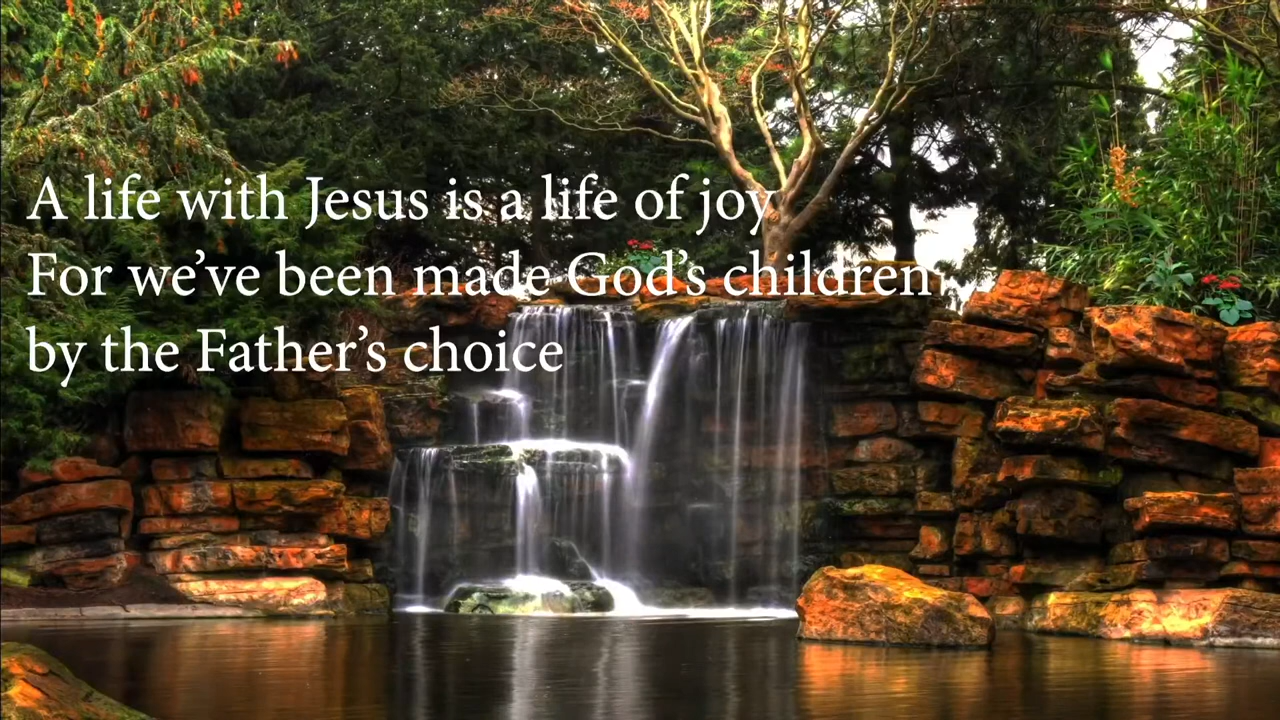 A life with Jesus is a life of joy
For we've been made God's children
by the Father's choice